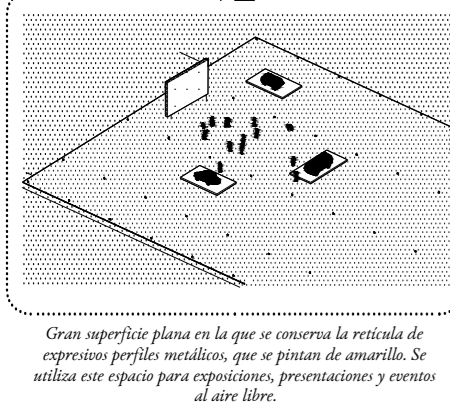 Gran superficie plana en la que se conserva la retícula de
expresivos perfiles metálicos, que se pintan de amarillo. Se
utiliza este espacio para exposiciones, presentaciones y eventos
al aire libre.